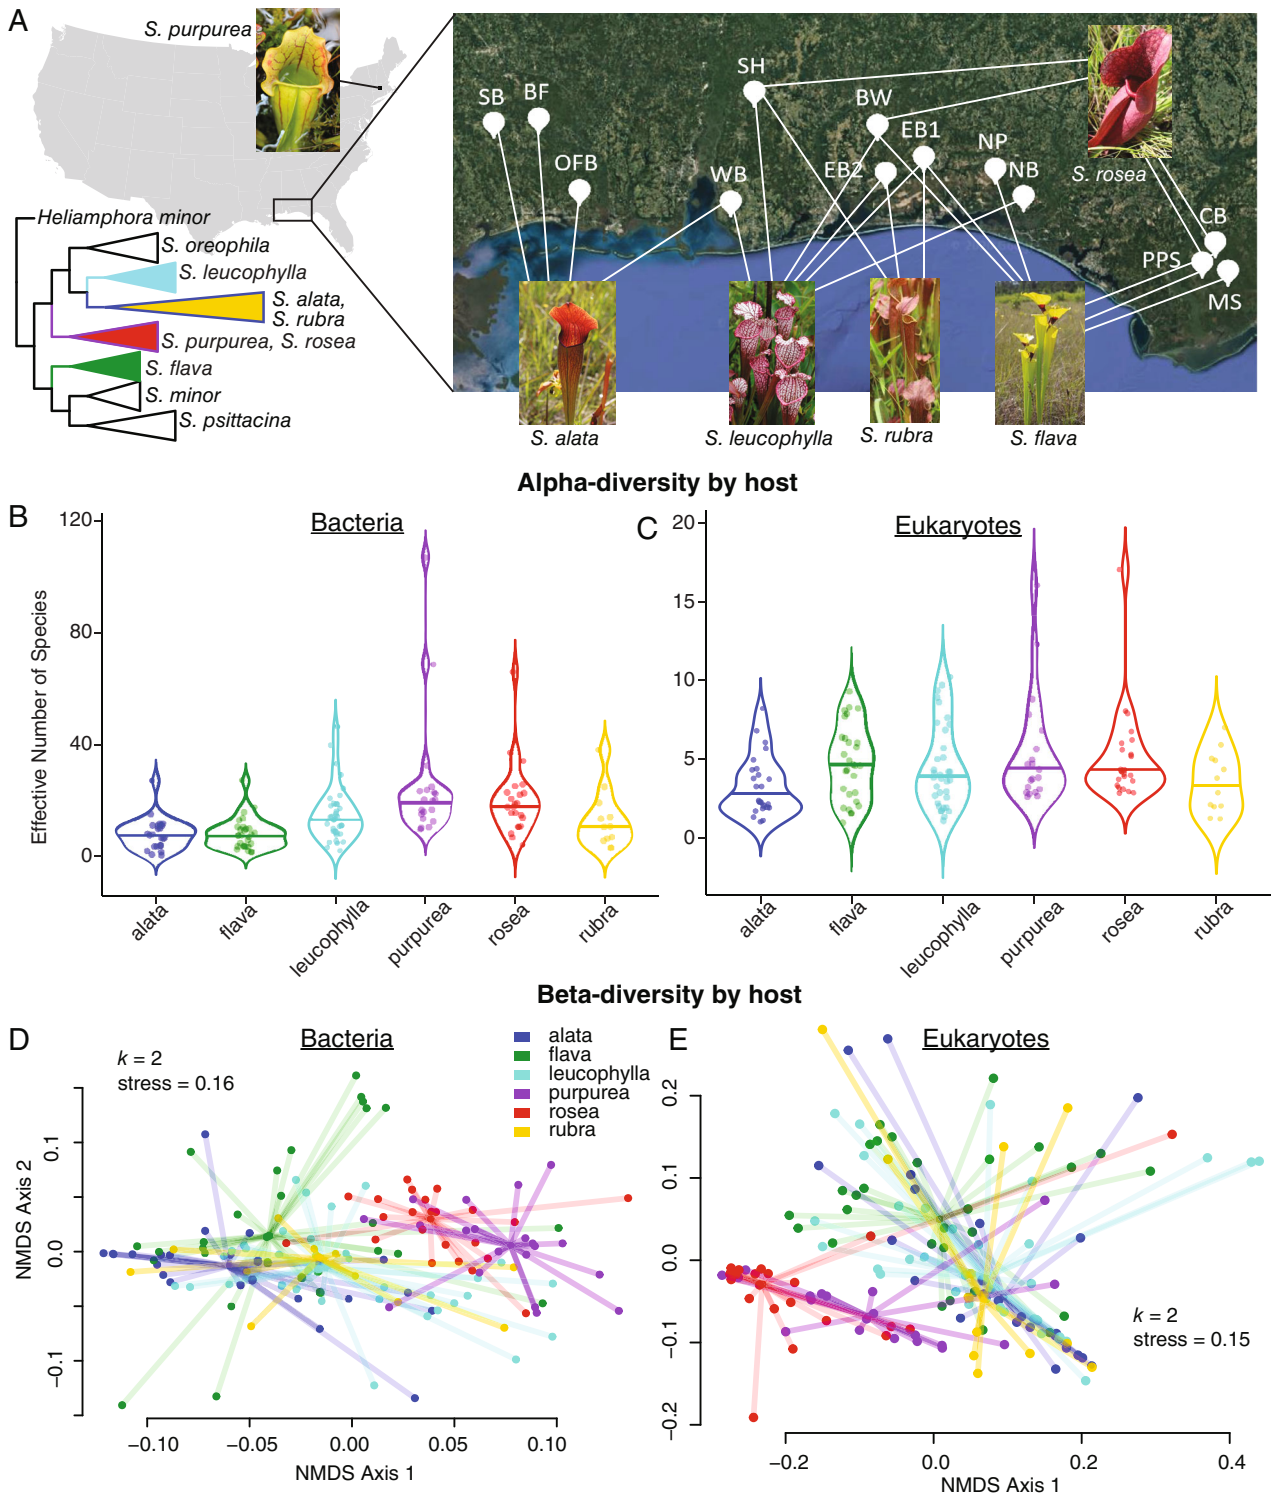 A
S. purpurea
SB
BF
OFB
WB
SH
BW
EB1
EB2
NP
NB
S. rosea
CB
PPS
MS
Heliamphora minor
S. oreophila
S. leucophylla
S. alata,
S. rubra
S. purpurea, S. rosea
S. flava
S. minor
S. psittacina
S. alata
S. leucophylla
S. rubra
S. flava
Alpha-diversity by host
B
Bacteria
Effective Number of Species
120
80
40
0
alata
flava
leucophylla
purpurea
rosea
rubra
C
Eukaryotes
20
15
10
5
0
alata
flava
leucophylla
purpurea
rosea
rubra
Beta-diversity by host
D
Bacteria
k = 2
stress = 0.16
alata
flava
leucophylla
purpurea
rosea
rubra
NMDS Axis 2
0.1
0.0
−0.1
−0.10
−0.05
0.00
0.05
0.10
NMDS Axis 1
E
Eukaryotes
0.2
0.1
0.0
−0.1
−0.2
k = 2
stress = 0.15
−0.2
0.0
0.2
0.4
NMDS Axis 1